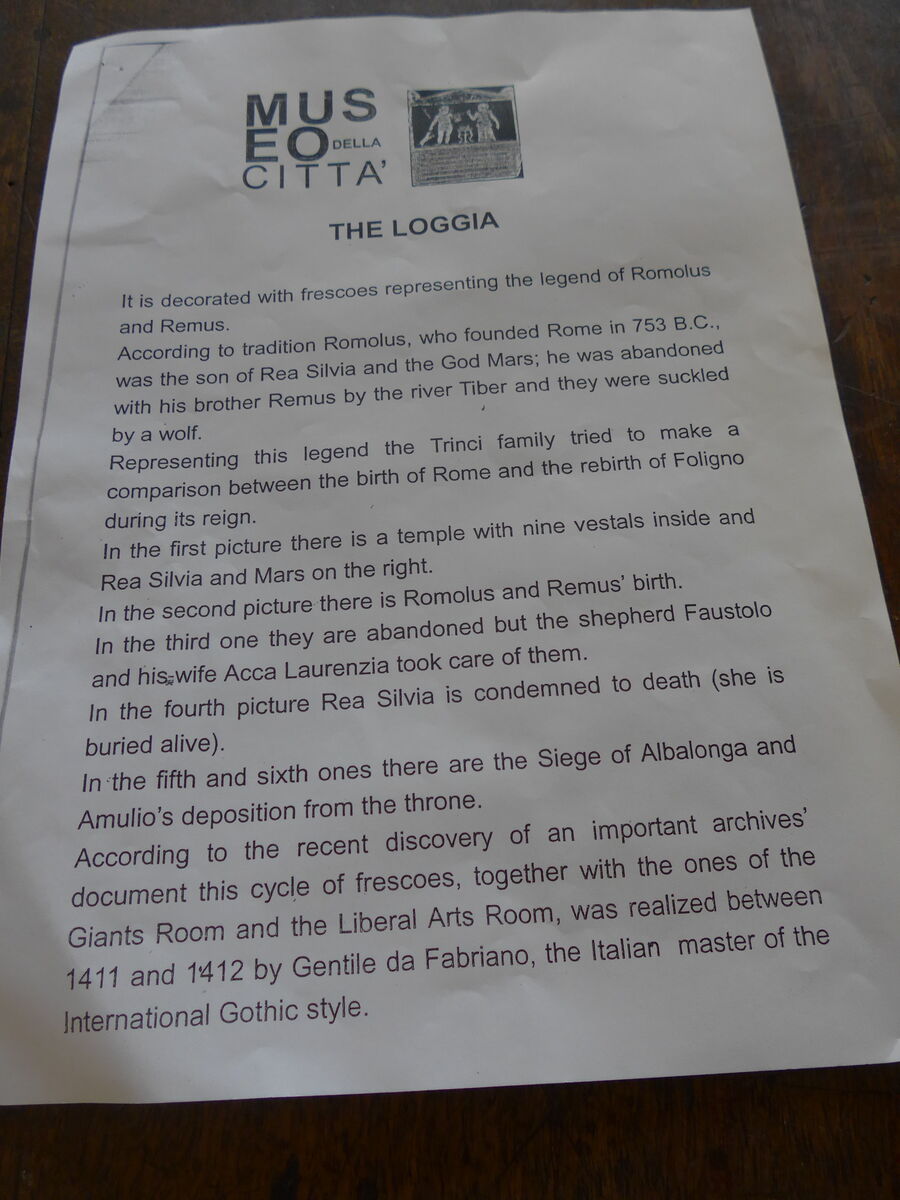 MUS
EO DELLA
CITTA'
THE LOGGIA
It is decorated with frescoes representing the legend of Romolus
and Remus.
According to tradition Romolus, who founded Rome in 753 B.C.,
was the son of Rea Silvia and the God Mars; he was abandoned
with his brother Remus by the river Tiber and they were suckled
by a wolf.
Representing this legend the Trinci family tried to make a
comparison between the birth of Rome and the rebirth of Foligno
during its reign.
In the first picture there is a temple with nine vestals inside and
Rea Silvia and Mars on the right.
In the second picture there is Romolus and Remus' birth.
In the third one they are abandoned but the shepherd Faustolo
and his wife Acca Laurenzia took care of them.
In the fourth picture Rea Silvia is condemned to death (she is
buried alive).
In the fifth and sixth ones there are the Siege of Albalonga and
Amulio's deposition from the throne.
According to the recent discovery of an important archives'
document this cycle of frescoes, together with the ones of the
Giants Room and the Liberal Arts Room, was realized between
1411 and 1412 by Gentile da Fabriano, the Italian master of the
International Gothic style.